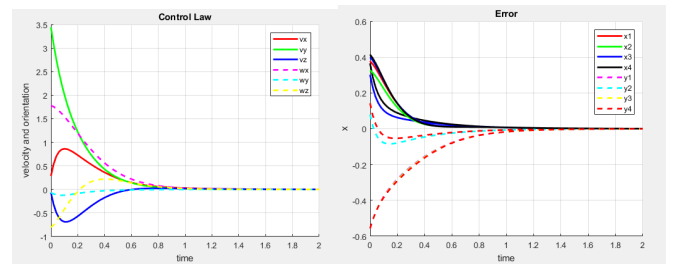 Control Law
velocity and orientation
3.5
3
2.5
2
1.5
1
0.5
0
-0.5
-1
0
0.2
0.4
0.6
0.8
1
1.2
1.4
1.6
1.8
2
time
vx
vy
vz
wx
wy
wz
Error
x
0.6
0.4
0.2
0
-0.2
-0.4
-0.6
0
0.2
0.4
0.6
0.8
1
1.2
1.4
1.6
1.8
2
time
x1
x2
x3
x4
y1
y2
y3
y4